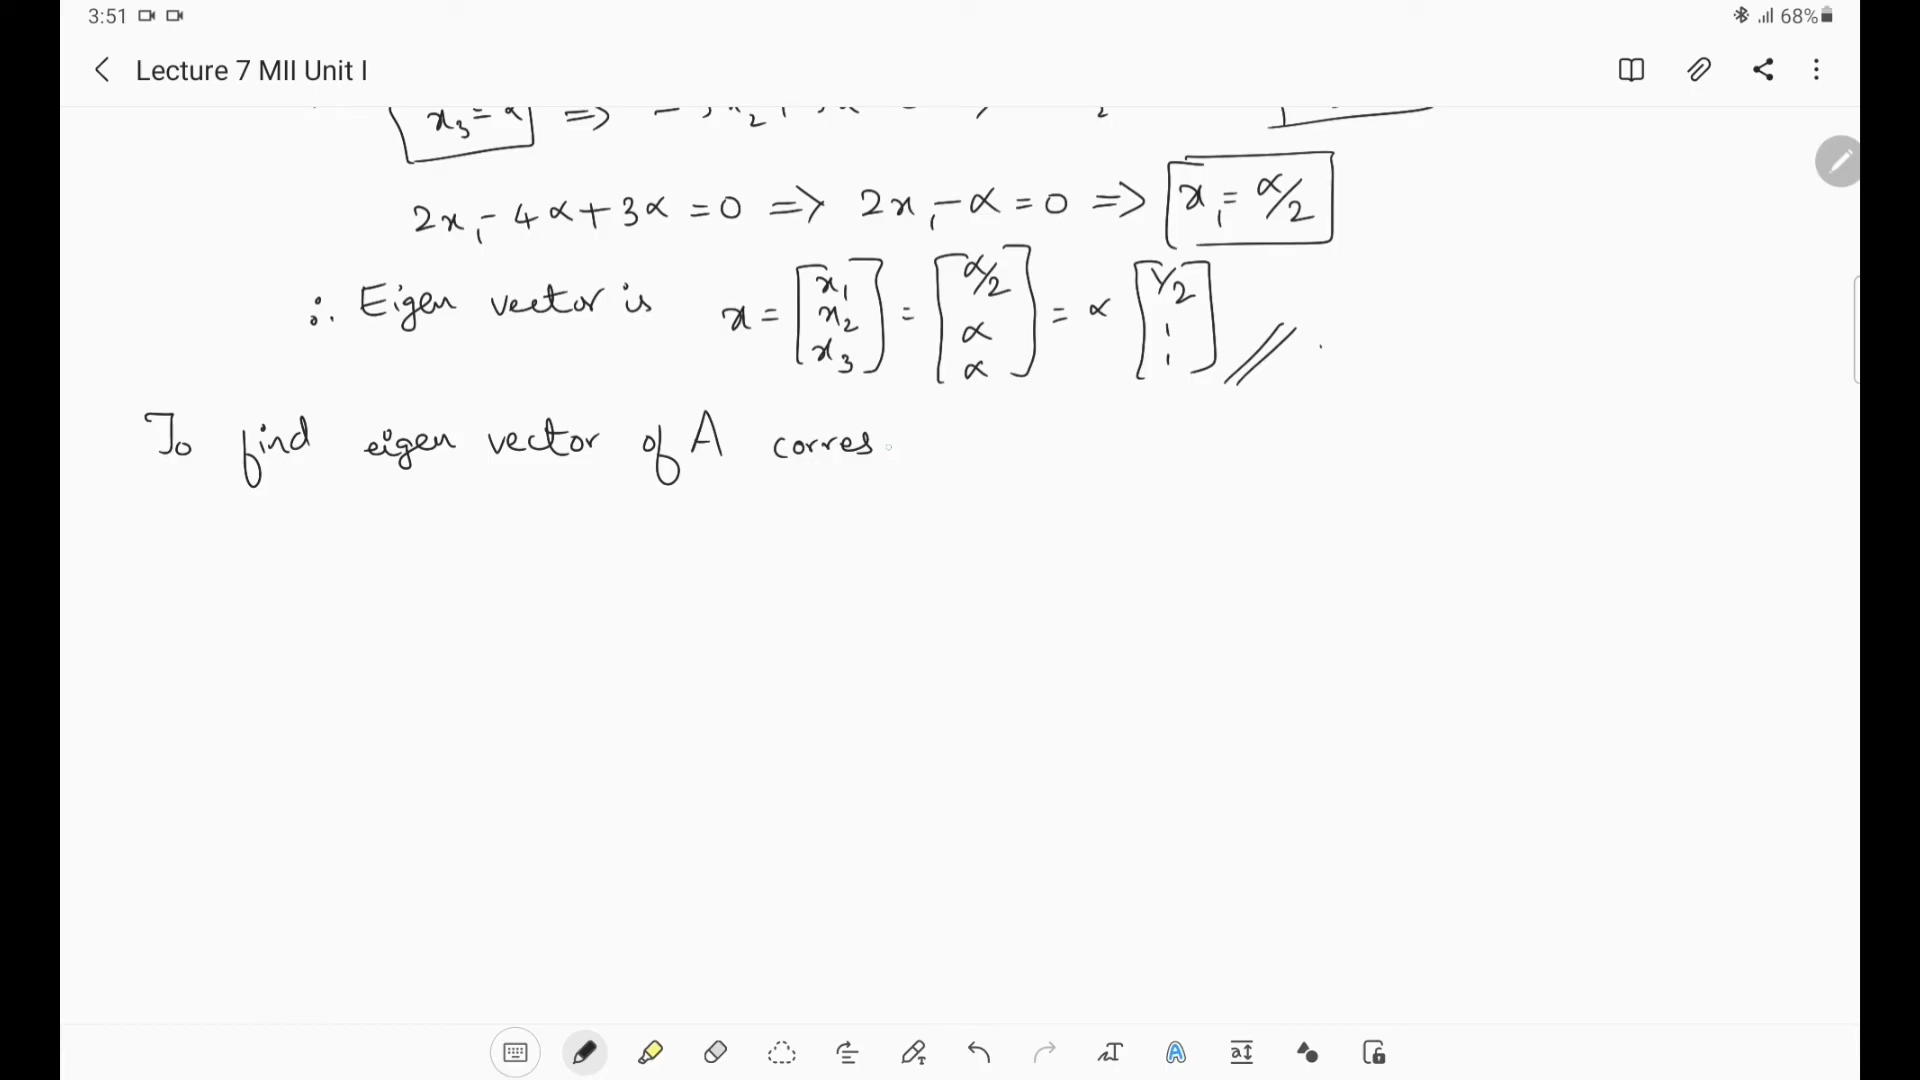 3:51 68%
Lecture 7 MII Unit I
x₃ = α =>
2x₁ - 4α + 3α = 0 => 2x₁ - α = 0 => x₁ = α/2
∴ Eigen vector is x = [x₁ x₂ x₃] = [α/2 α α] = α [1/2 1 1] //
To find eigen vector of A corres